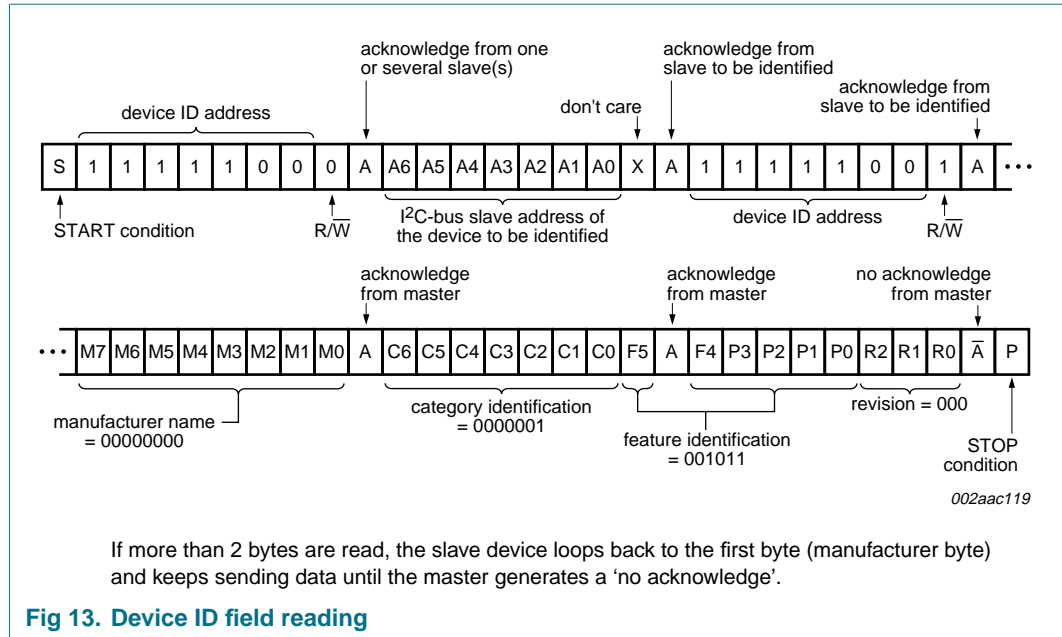 acknowledge from one
or several slave(s)
acknowledge from
slave to be identified
acknowledge from
slave to be identified
device ID address
don't care
S 1 1 1 1 1 0 0 0 A A6 A5 A4 A3 A2 A1 A0 X A 1 1 1 1 1 0 0 1 A •••
START condition
R/W̅
I²C-bus slave address of
the device to be identified
device ID address
R/W̅
acknowledge
from master
acknowledge
from master
no acknowledge
from master
••• M7 M6 M5 M4 M3 M2 M1 M0 A C6 C5 C4 C3 C2 C1 C0 F5 A F4 P3 P2 P1 P0 R2 R1 R0 A̅ P
manufacturer name
= 00000000
category identification
= 0000001
feature identification
= 001011
revision = 000
STOP
condition
002aac119
If more than 2 bytes are read, the slave device loops back to the first byte (manufacturer byte)
and keeps sending data until the master generates a ‘no acknowledge’.
Fig 13. Device ID field reading